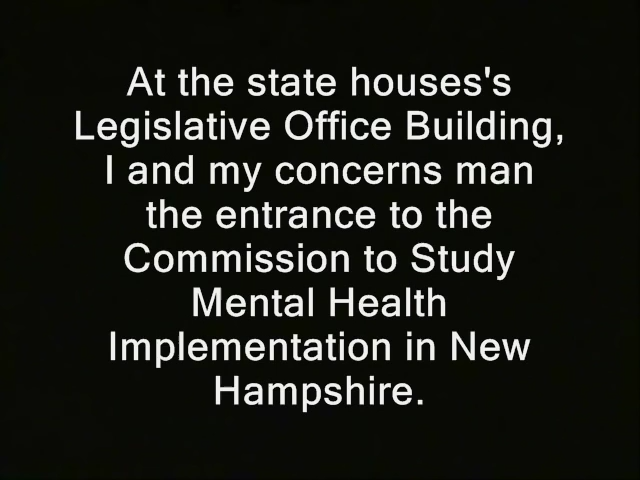 At the state houses's
Legislative Office Building,
I and my concerns man
the entrance to the
Commission to Study
Mental Health
Implementation in New
Hampshire.